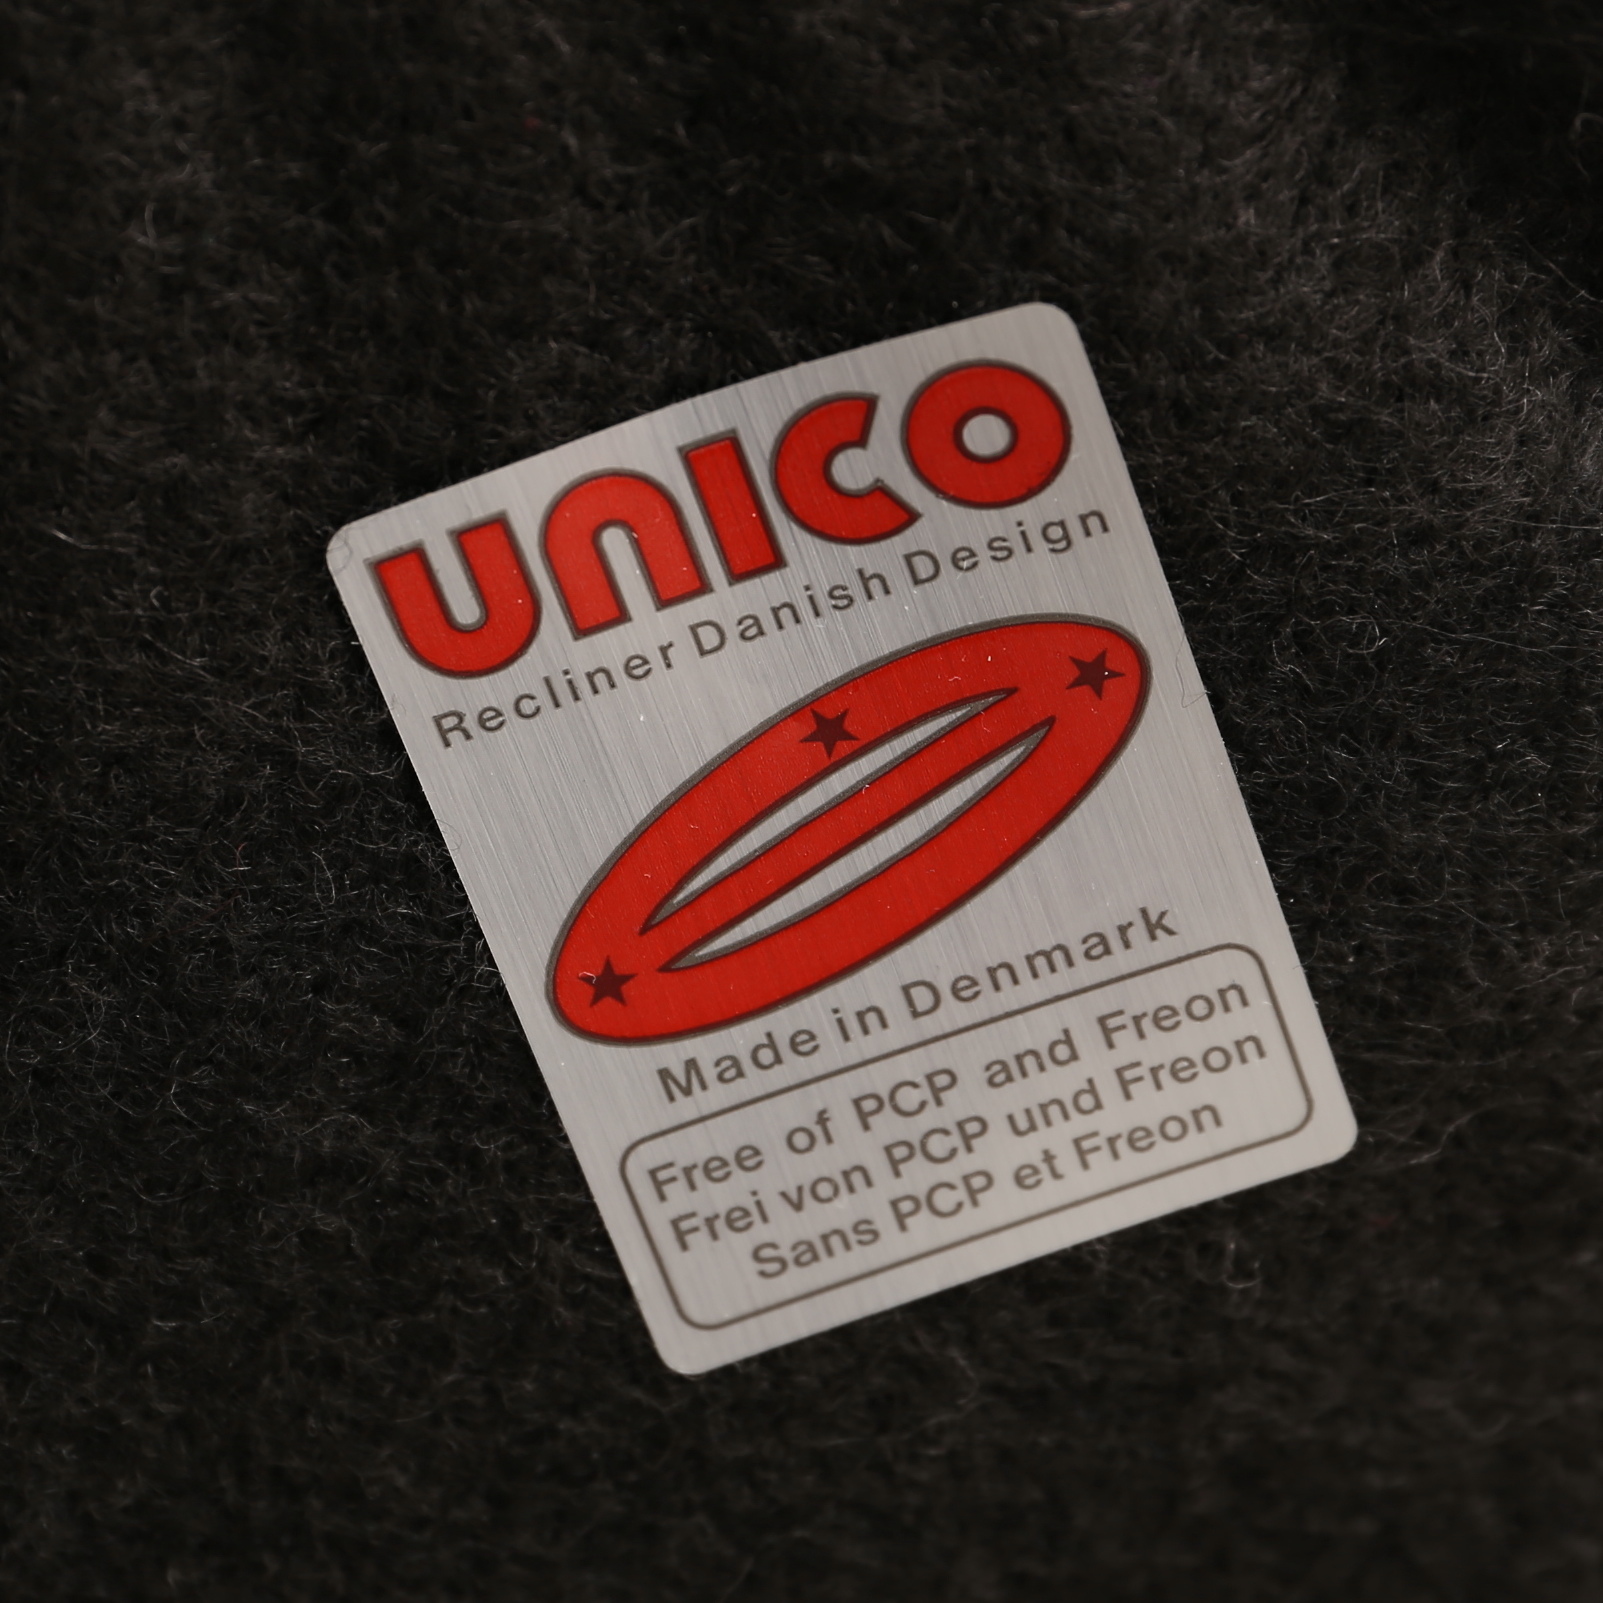 UNICO
Recliner Danish Design
Made in Denmark
Free of PCP and Freon
Frei von PCP und Freon
Sans PCP et Freon